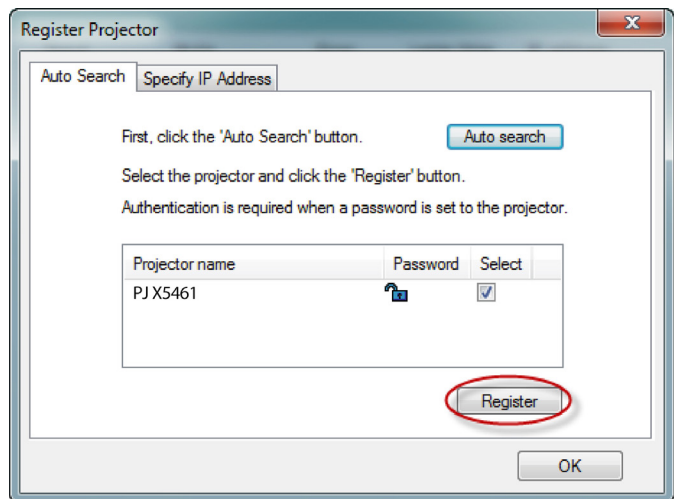 Register Projector
Auto Search Specify IP Address
First, click the 'Auto Search' button. Auto search
Select the projector and click the 'Register' button.
Authentication is required when a password is set to the projector.
Projector name Password Select
PJ X5461
Register
OK